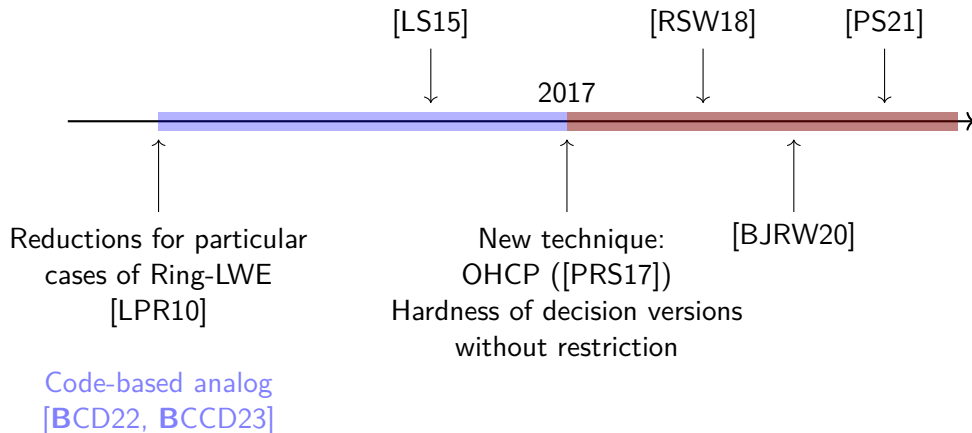 [LS15]
[RSW18]
[PS21]
2017
Reductions for particular
cases of Ring-LWE
[LPR10]
New technique:
OHCP ([PRS17])
Hardness of decision versions
without restriction
[BJRW20]
Code-based analog
[BCD22, BCCD23]